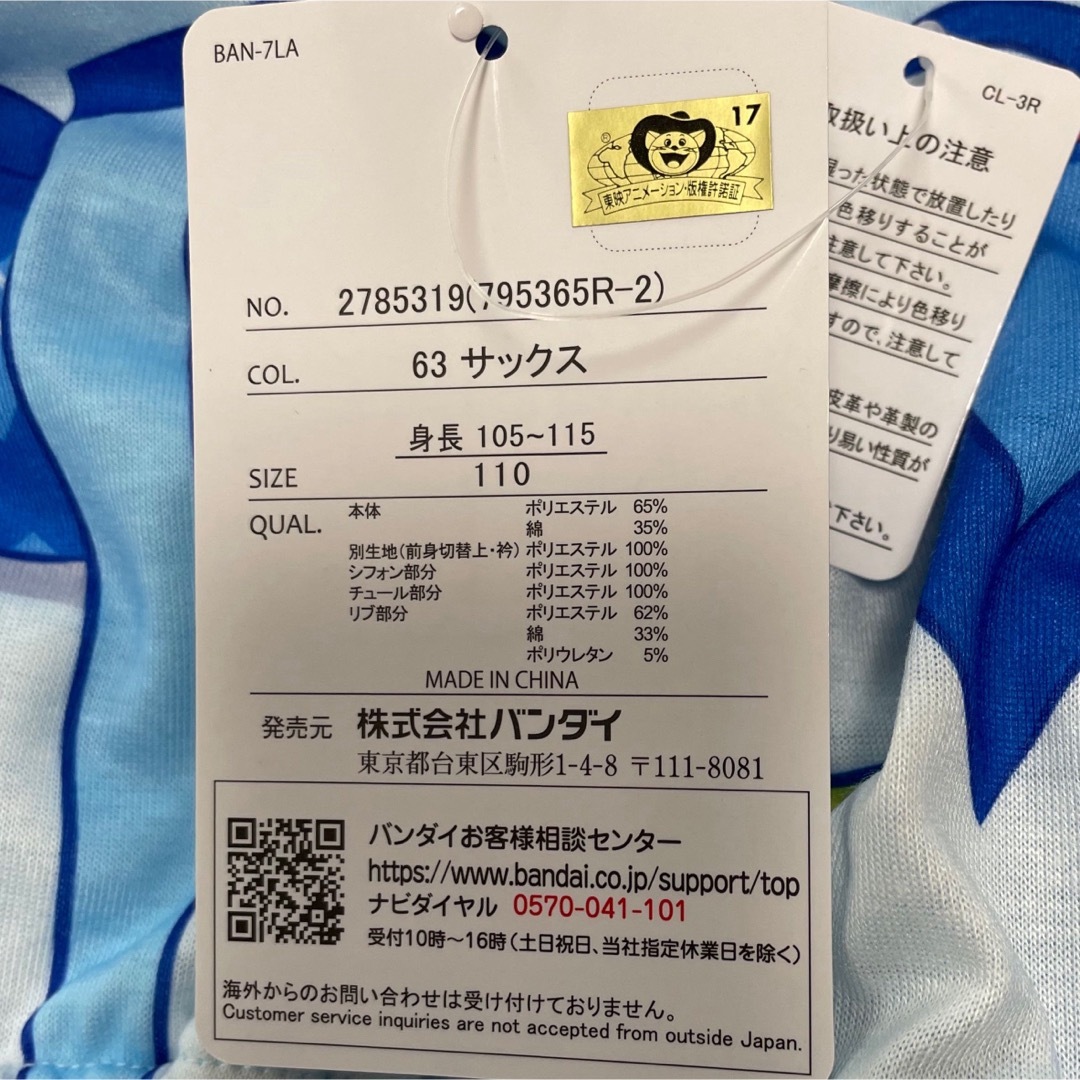 BAN-7LA
17
®
東映アニメーション・版権許諾証
NO. 2785319(795365R-2)
COL. 63 サックス
身長 105~115
SIZE 110
QUAL. 本体 ポリエステル 65%
綿 35%
別生地(前身切替上・衿) ポリエステル 100%
シフォン部分 ポリエステル 100%
チュール部分 ポリエステル 100%
リブ部分 ポリエステル 62%
綿 33%
ポリウレタン 5%
MADE IN CHINA
発売元 株式会社バンダイ
東京都台東区駒形1-4-8 〒111-8081
バンダイお客様相談センター
https://www.bandai.co.jp/support/top
ナビダイヤル 0570-041-101
受付10時～16時(土日祝日、当社指定休業日を除く)
海外からのお問い合わせは受け付けておりません。
Customer service inquiries are not accepted from outside Japan.
CL-3R
取扱い上の注意
湿った状態で放置したり
色移りすることが
注意して下さい。
摩擦により色移り
すので、注意して
皮革や革製の
り易い性質が
下さい。